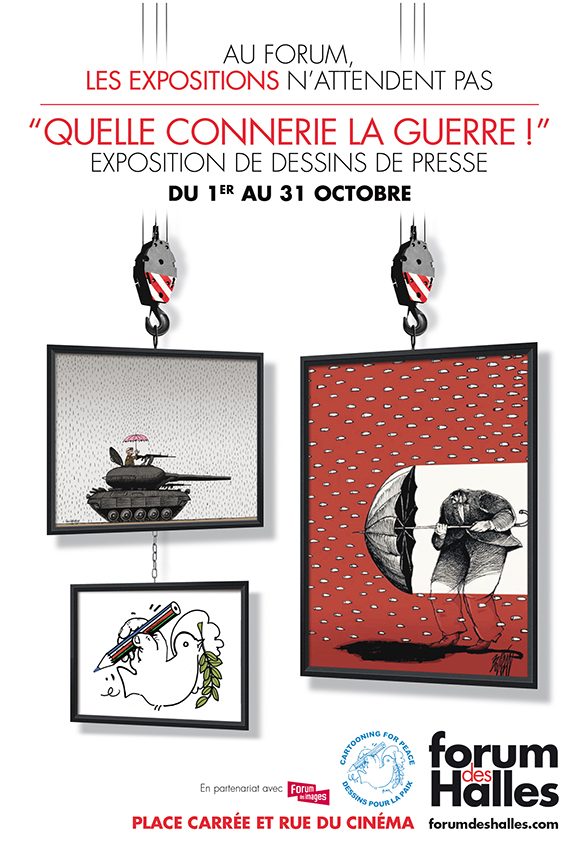 AU FORUM,
LES EXPOSITIONS N'ATTENDENT PAS
“QUELLE CONNERIE LA GUERRE !”
EXPOSITION DE DESSINS DE PRESSE
DU 1ER AU 31 OCTOBRE
CARTOONING FOR PEACE
DESSINS POUR LA PAIX
forum
des
Halles
En partenariat avec
Forum
des images
PLACE CARRÉE ET RUE DU CINÉMA
forumdeshalles.com